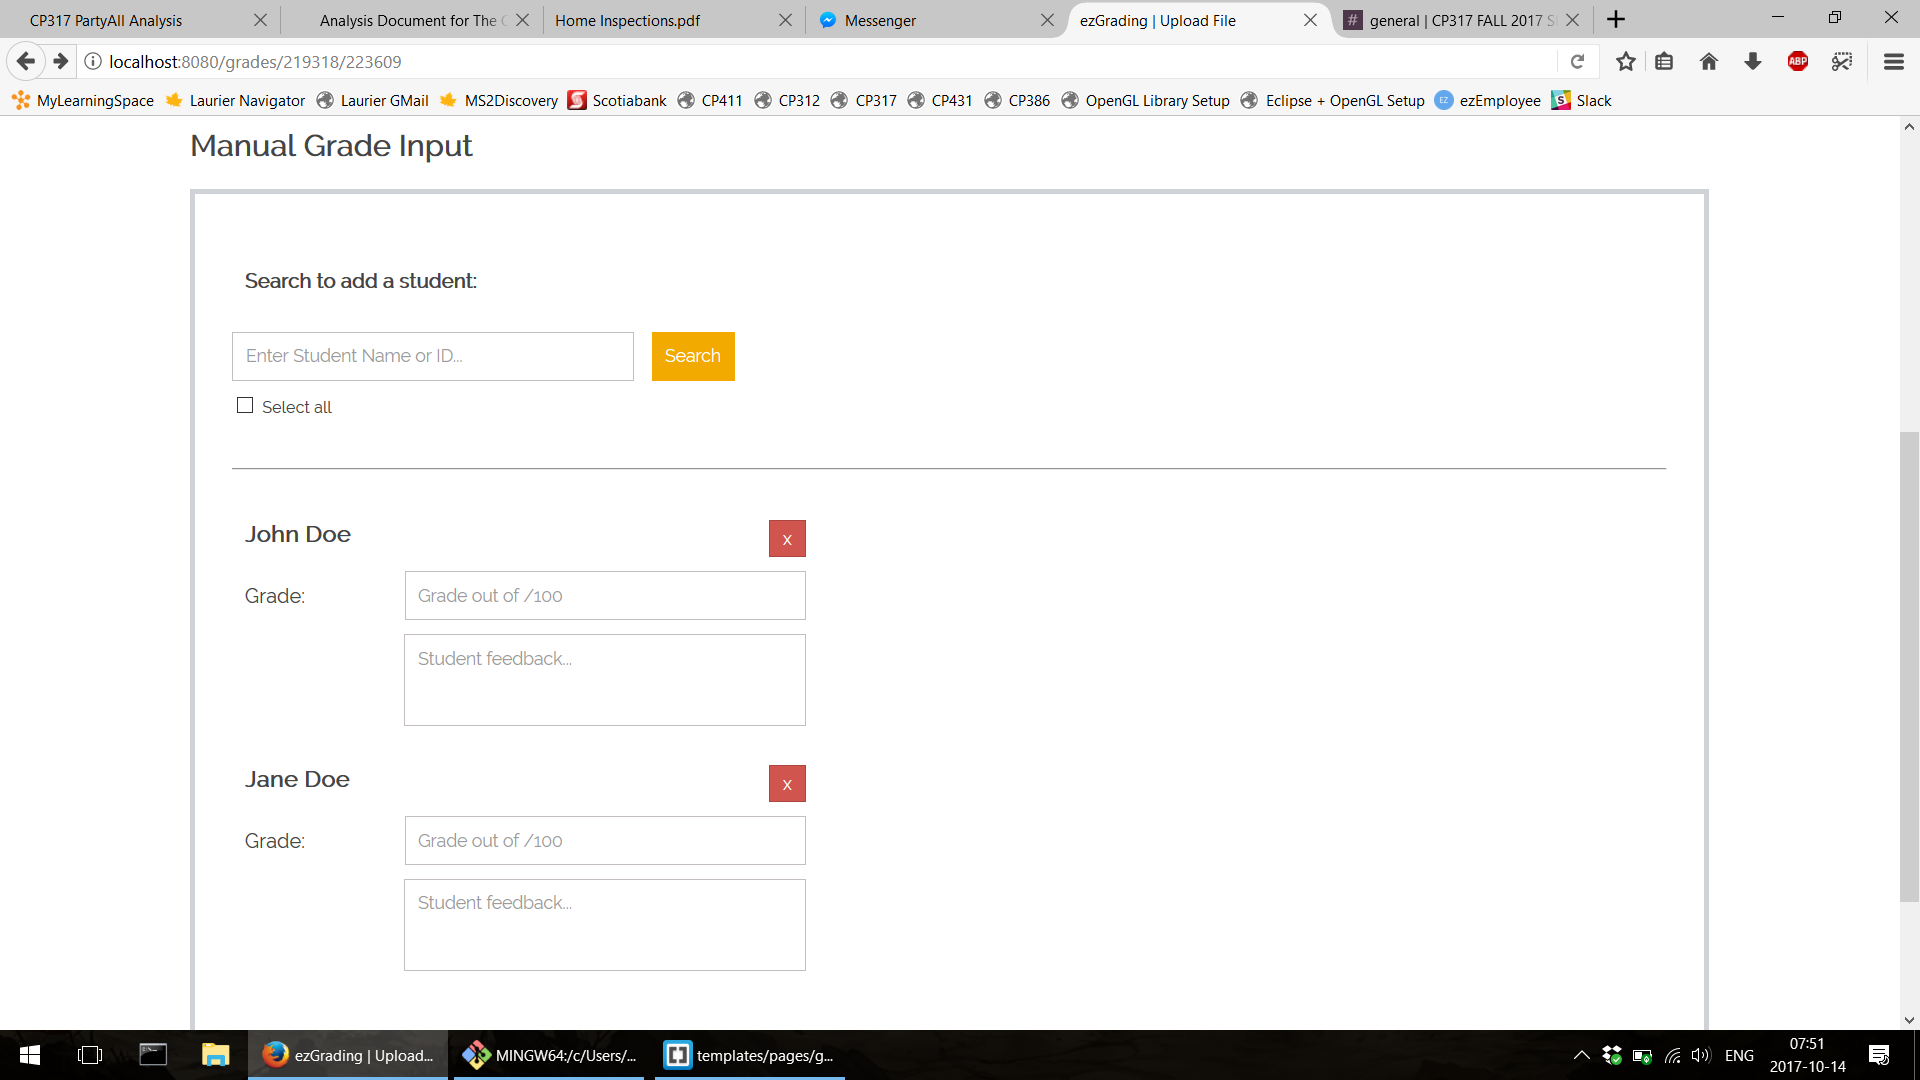 CP317 PartyAll Analysis
Analysis Document for The
Home Inspections.pdf
Messenger
ezGrading | Upload File
# general | CP317 FALL 2017
localhost:8080/grades/219318/223609
ABP
MyLearningSpace
Laurier Navigator
Laurier GMail
MS2Discovery
S Scotiabank
CP411
CP312
CP317
CP431
CP386
OpenGL Library Setup
Eclipse + OpenGL Setup
EZ ezEmployee
S Slack
Manual Grade Input
Search to add a student:
Enter Student Name or ID...
Search
Select all
John Doe
x
Grade:
Grade out of /100
Student feedback...
Jane Doe
x
Grade:
Grade out of /100
Student feedback...
ezGrading | Upload...
MINGW64:/c/Users/...
templates/pages/g...
ENG
07:51
2017-10-14